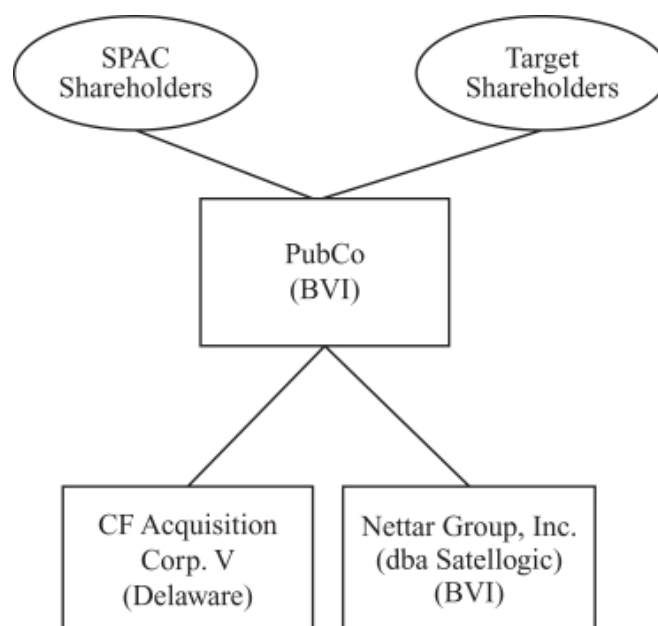 SPAC
Shareholders
Target
Shareholders
PubCo
(BVI)
CF Acquisition
Corp. V
(Delaware)
Nettar Group, Inc.
(dba Satellogic)
(BVI)